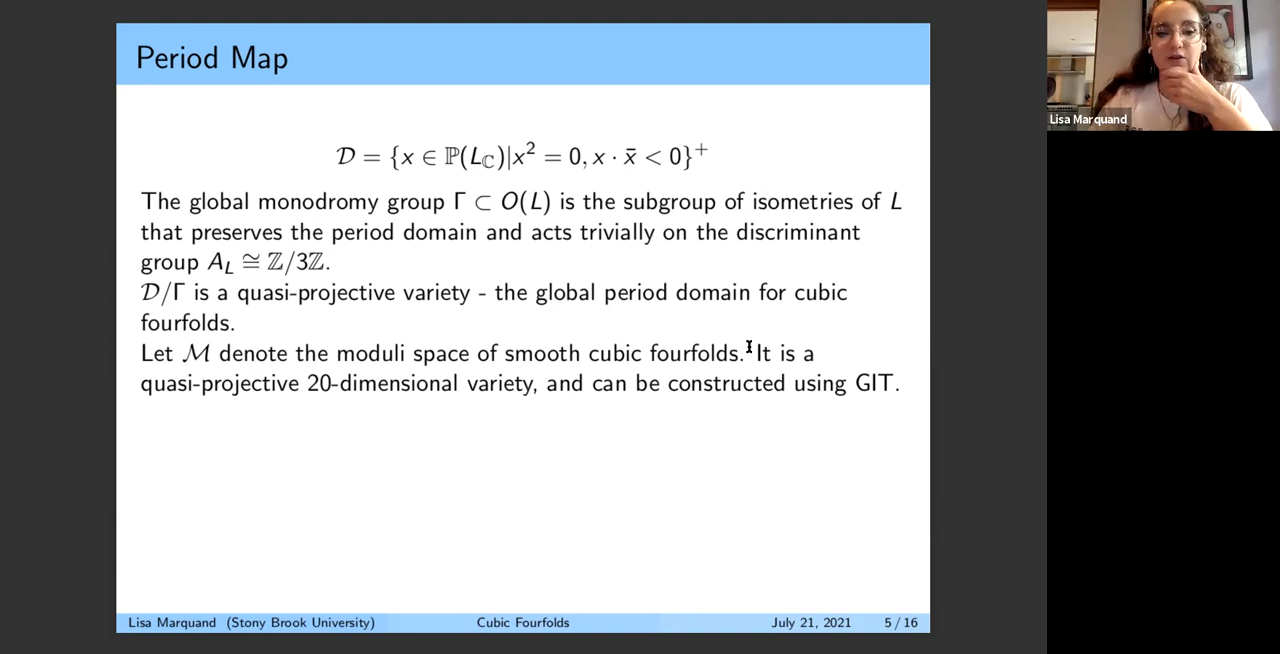 Period Map
𝒟 = {x ∈ ℙ(L_ℂ)|x² = 0, x · x̄ < 0}⁺
The global monodromy group Γ ⊂ O(L) is the subgroup of isometries of L
that preserves the period domain and acts trivially on the discriminant
group A_L ≅ ℤ/3ℤ.
𝒟/Γ is a quasi-projective variety - the global period domain for cubic
fourfolds.
Let ℳ denote the moduli space of smooth cubic fourfolds. It is a
quasi-projective 20-dimensional variety, and can be constructed using GIT.
Lisa Marquand (Stony Brook University) Cubic Fourfolds July 21, 2021 5 / 16
Lisa Marquand